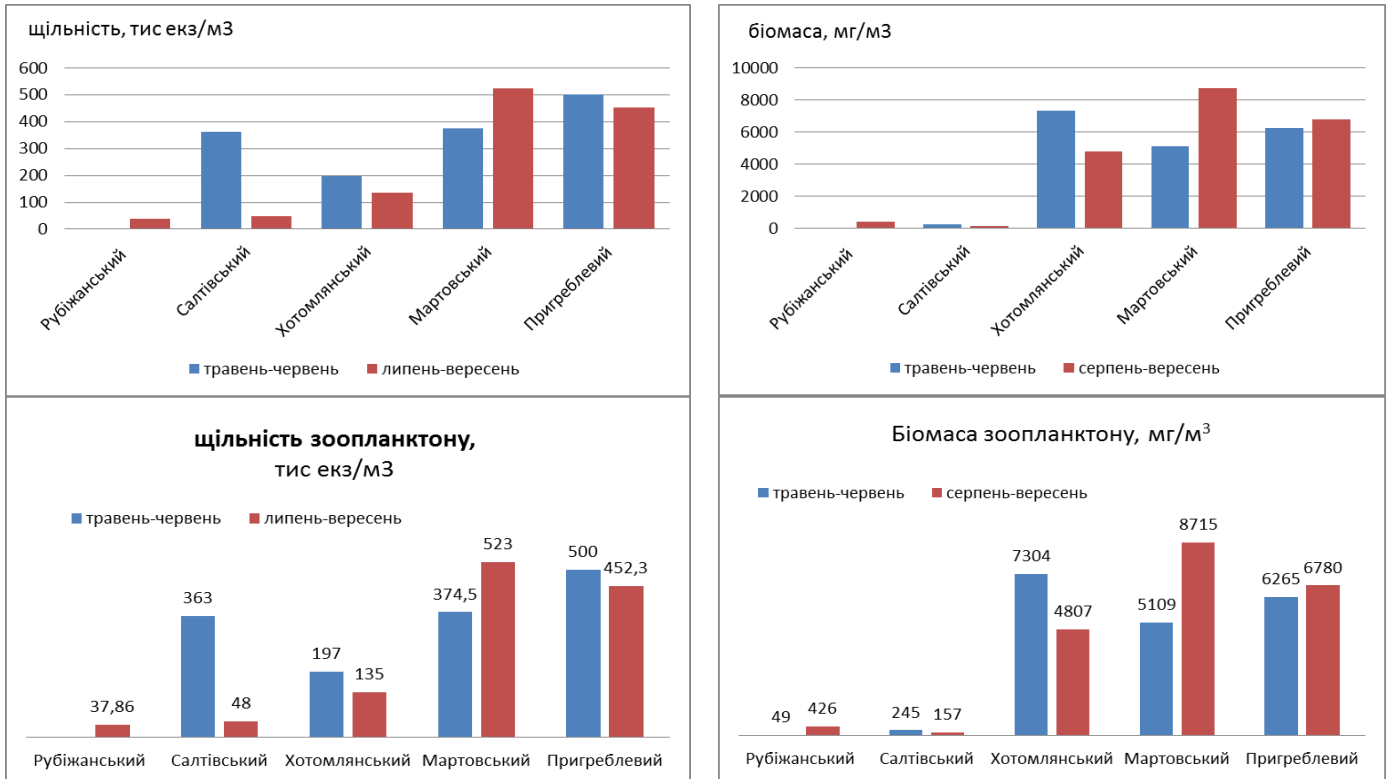 щільність, тис екз/м3
600
500
400
300
200
100
0
Рубіжанський
Салтівський
Хотомлянський
Мартовський
Пригреблевий
травень-червень липень-вересень
біомаса, мг/м3
10000
8000
6000
4000
2000
0
Рубіжанський
Салтівський
Хотомлянський
Мартовський
Пригреблевий
травень-червень серпень-вересень
щільність зоопланктону,
тис екз/м3
травень-червень липень-вересень
37,86
363
48
197
135
374,5
523
500
452,3
Рубіжанський Салтівський Хотомлянський Мартовський Пригреблевий
Біомаса зоопланктону, мг/м³
травень-червень серпень-вересень
49
426
245
157
7304
4807
5109
8715
6265
6780
Рубіжанський Салтівський Хотомлянський Мартовський Пригреблевий